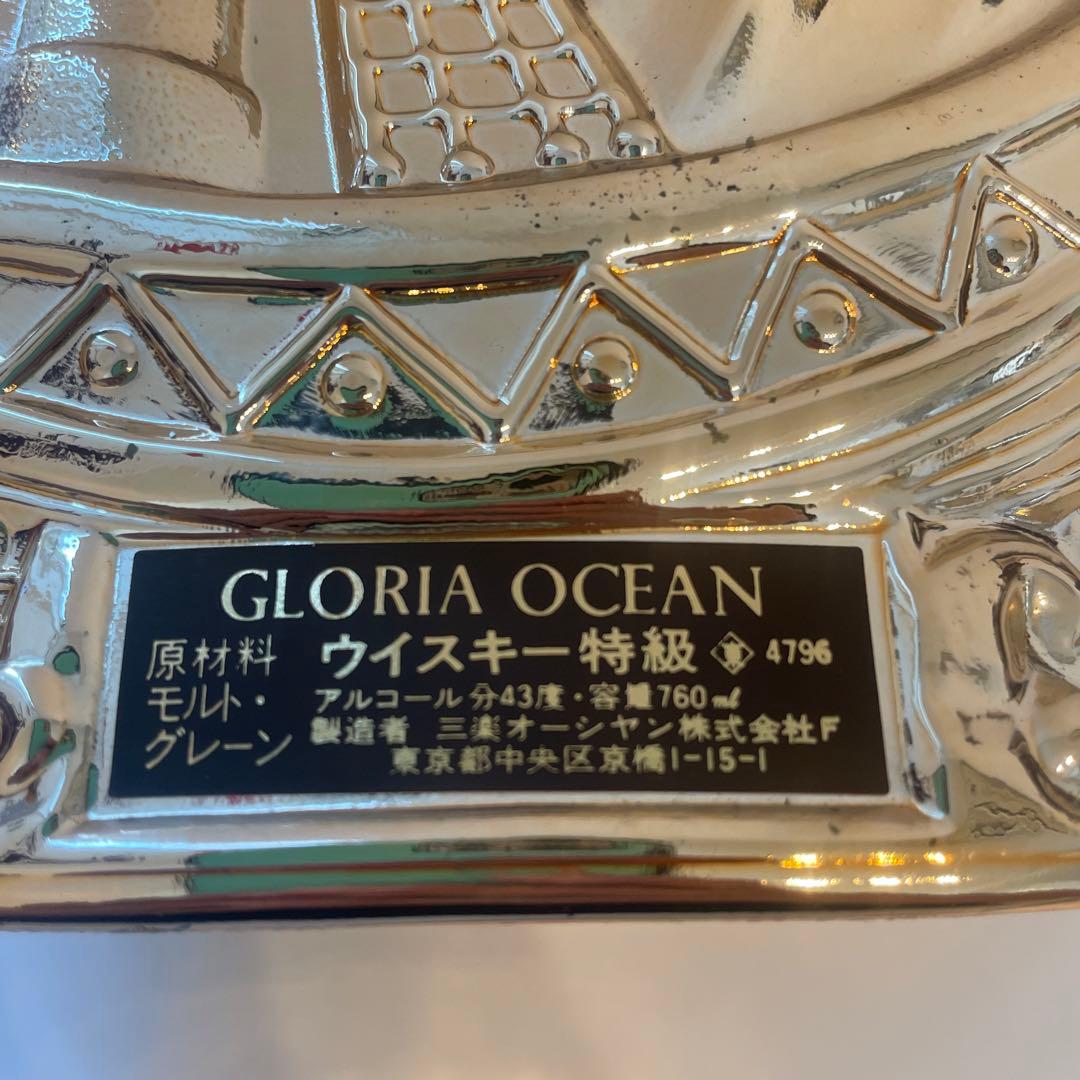 GLORIA OCEAN
原材料 ウイスキー特級 4796
モルト・ アルコール分43度・容量760ml
グレーン 製造者 三楽オーシヤン株式会社F
東京都中央区京橋1-15-1